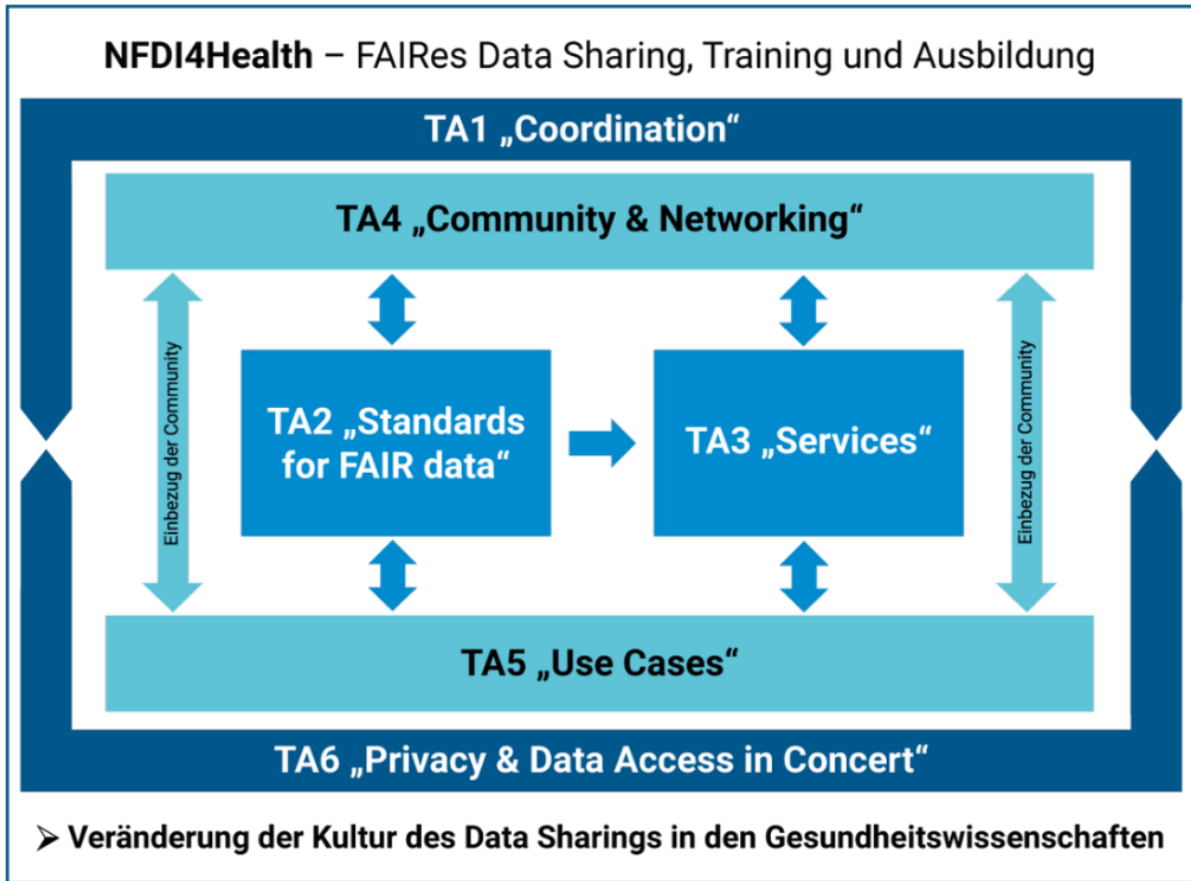 NFDI4Health – FAIRes Data Sharing, Training und Ausbildung
TA1 „Coordination“
TA4 „Community & Networking“
Einbezug der Community
TA2 „Standards
for FAIR data“
TA3 „Services“
Einbezug der Community
TA5 „Use Cases“
TA6 „Privacy & Data Access in Concert“
➢ Veränderung der Kultur des Data Sharings in den Gesundheitswissenschaften